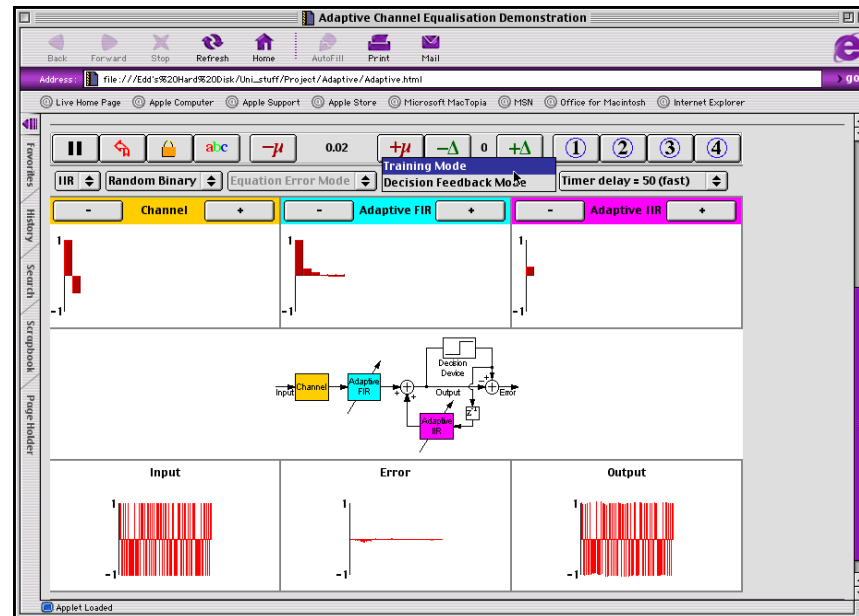 Adaptive Channel Equalisation Demonstration
Back Forward Stop Refresh Home AutoFill Print Mail
Address: file:///Edd's%20Hard%20Disk/Uni_stuff/Project/Adaptive/Adaptive.html go
Live Home Page Apple Computer Apple Support Apple Store Microsoft MacTopia MSN Office for Macintosh Internet Explorer
Favorites
History
Search
Scrapbook
Page Holder
abc −μ 0.02 +μ −Δ 0 +Δ 1 2 3 4
Training Mode
Decision Feedback Mode
IIR Random Binary Equation Error Mode Timer delay = 50 (fast)
- Channel + - Adaptive FIR + - Adaptive IIR +
1 1 1
-1 -1 -1
Decision
Device
Input Channel Adaptive FIR + + Output − + Error
z-1
Adaptive
IIR
Input Error Output
1 1 1
-1 -1 -1
Applet Loaded